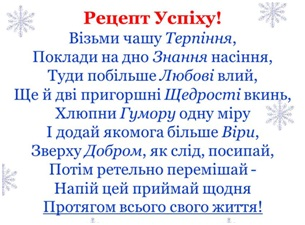 Рецепт Успіху!
Візьми чашу Терпіння,
Поклади на дно Знання насіння,
Туди побільше Любові влий,
Ще й дві пригоршні Щедрості вкинь,
Хлюпни Гумору одну міру
І додай якомога більше Віри,
Зверху Добром, як слід, посипай,
Потім ретельно перемішай -
Напій цей приймай щодня
Протягом всього свого життя!